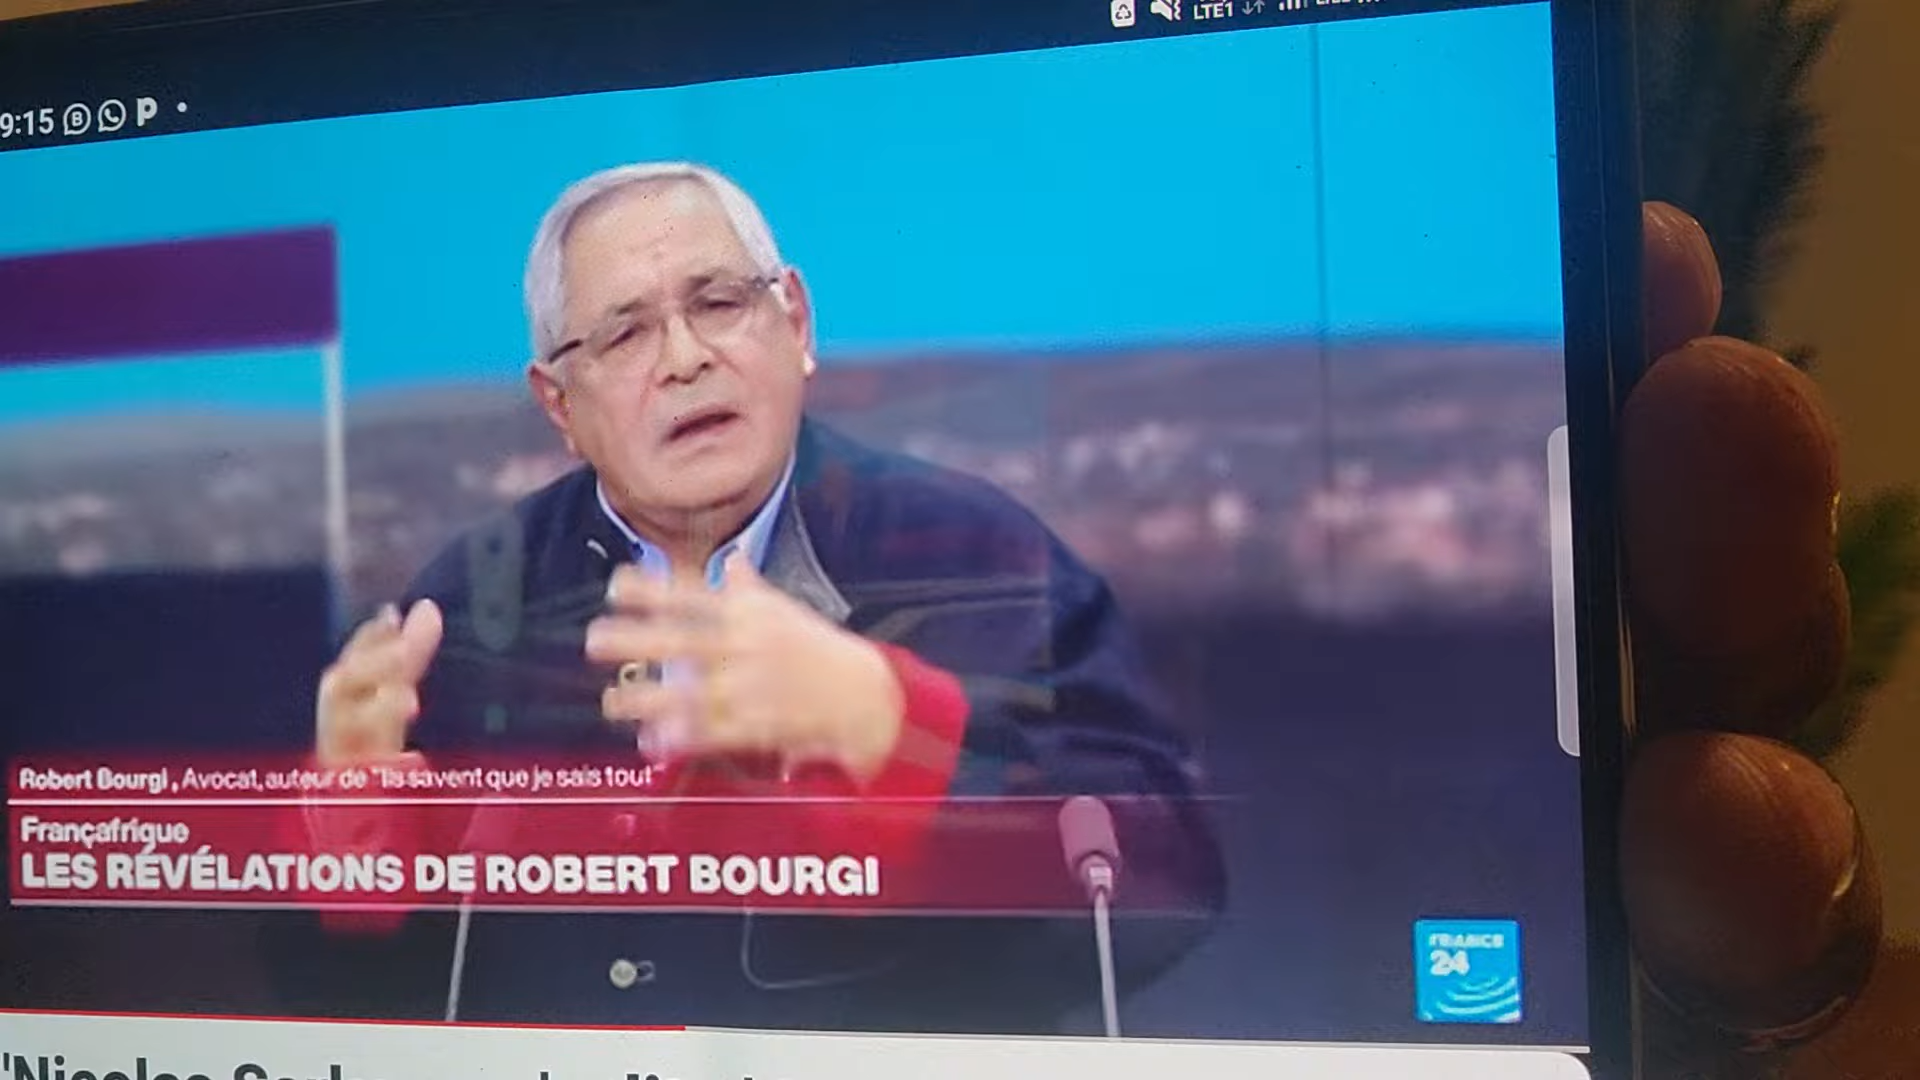 9:15
LTE1
Robert Bourgi, Avocat, auteur de "Ils savent que je sais tout"
Françafrique
LES RÉVÉLATIONS DE ROBERT BOURGI
FRANCE
24